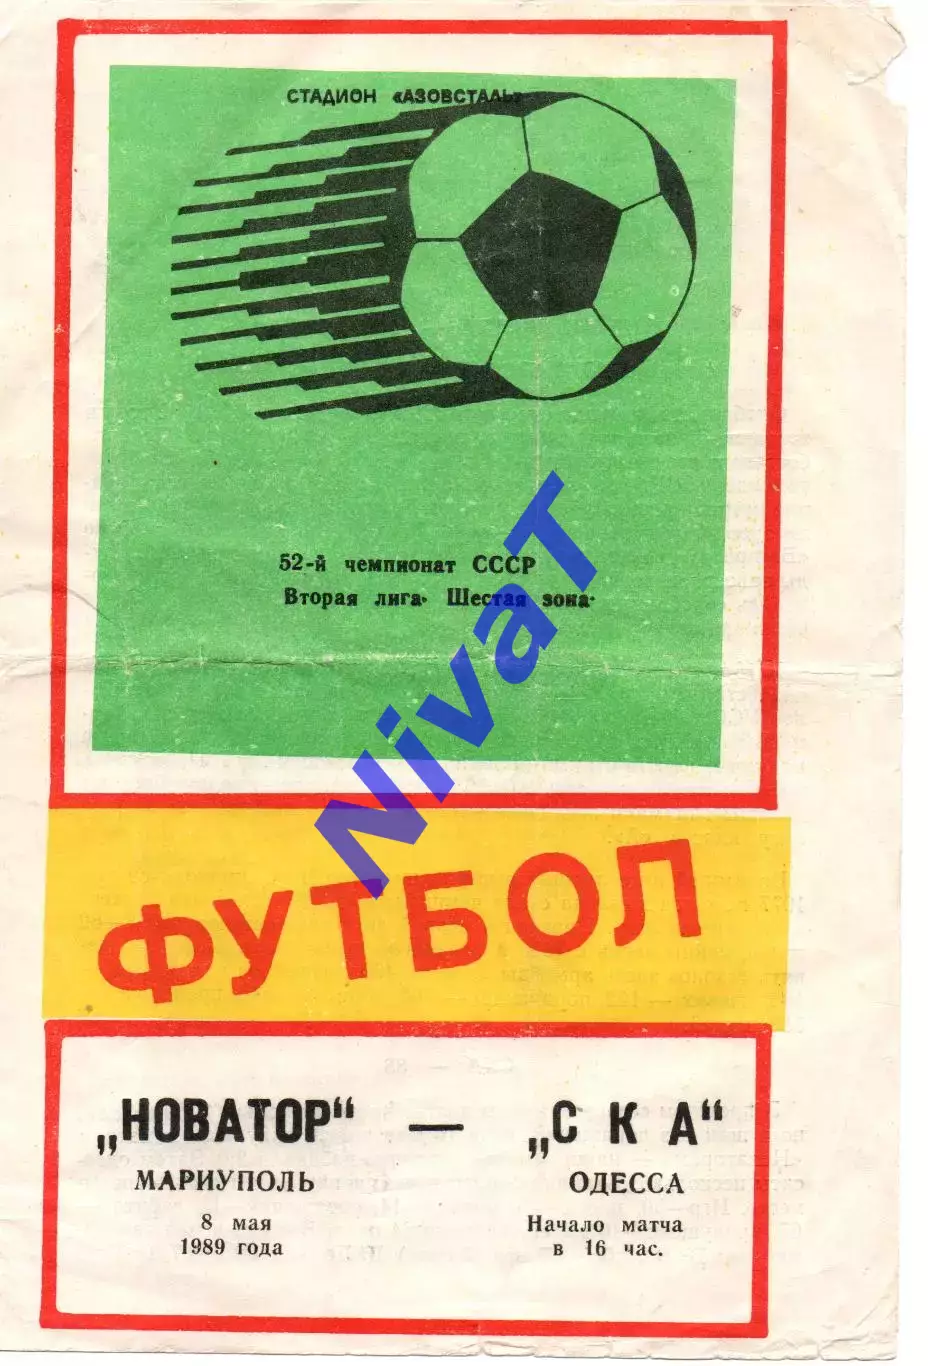 СТАДИОН «АЗОВСТАЛЬ»
52-й чемпионат СССР
Вторая лига. Шестая зона.
NivaT
ФУТБОЛ
„НОВАТОР" — „СКА"
МАРИУПОЛЬ ОДЕССА
8 мая Начало матча
1989 года в 16 час.